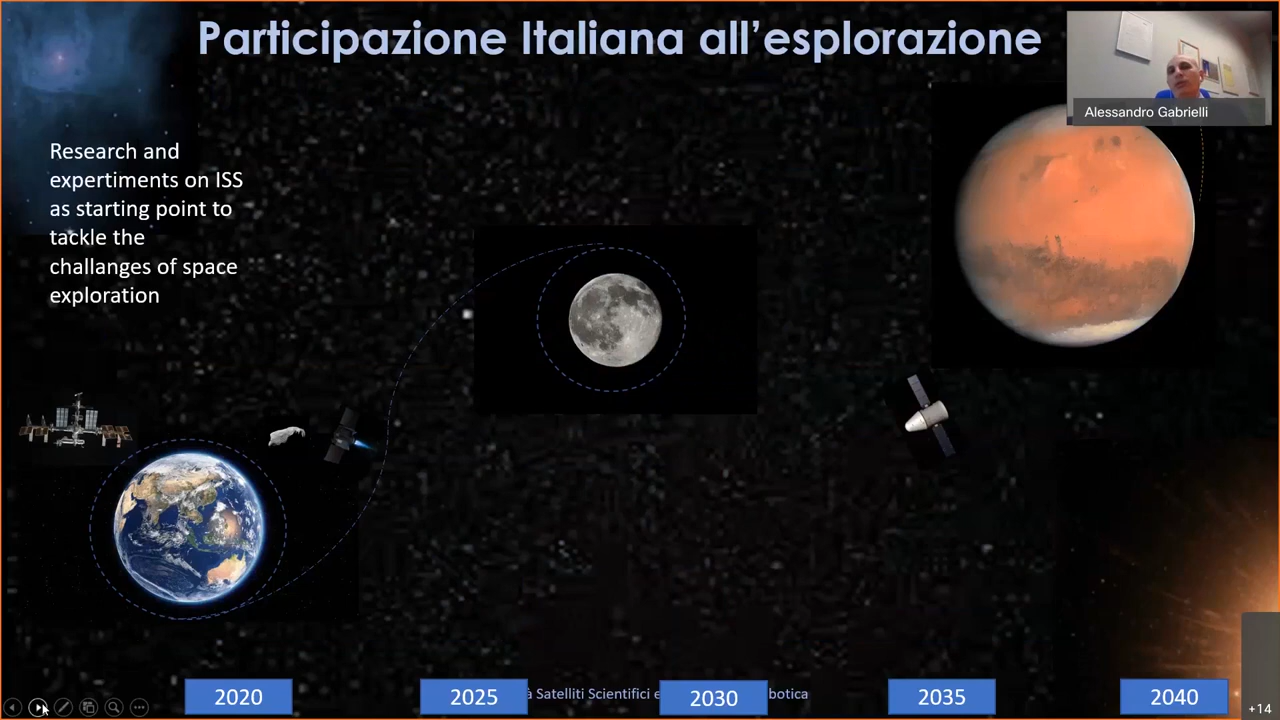 Participazione Italiana all’esplorazione
Alessandro Gabrielli
Research and
expertiments on ISS
as starting point to
tackle the
challanges of space
exploration
2020
2025
à Satelliti Scientifici e
2030
botica
2035
2040
+14